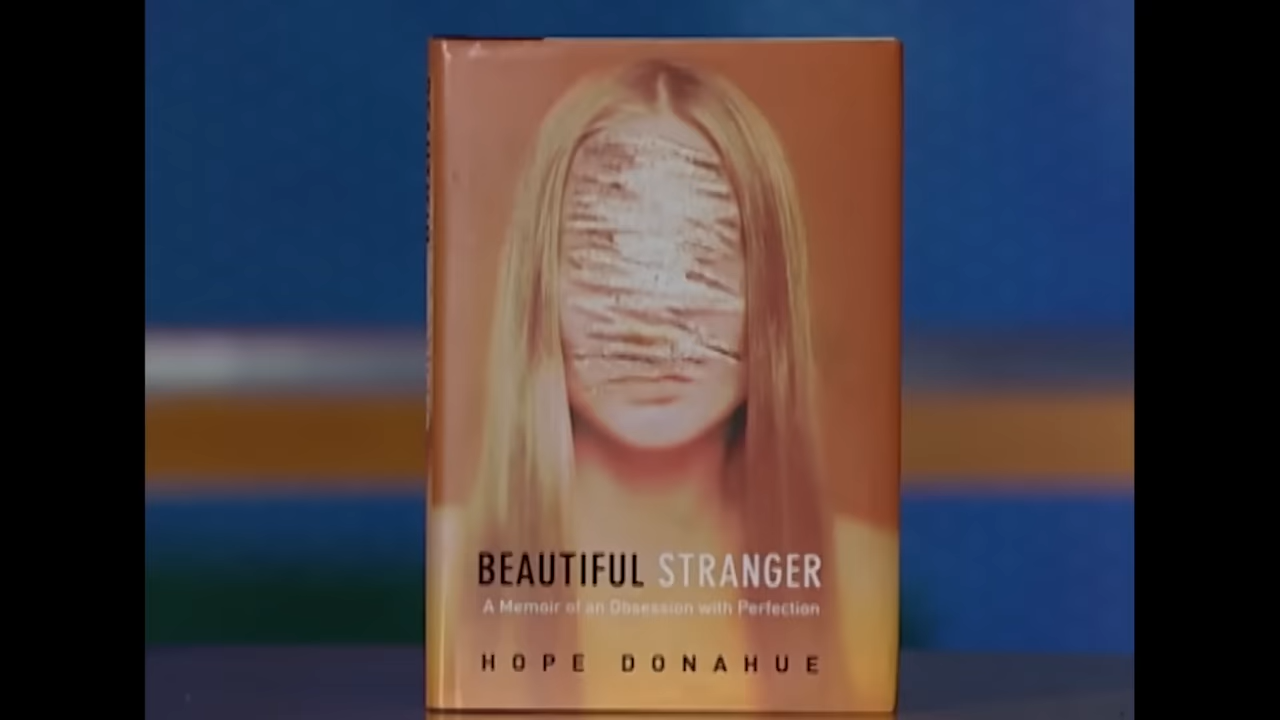 BEAUTIFUL STRANGER
A Memoir of an Obsession with Perfection
HOPE DONAHUE